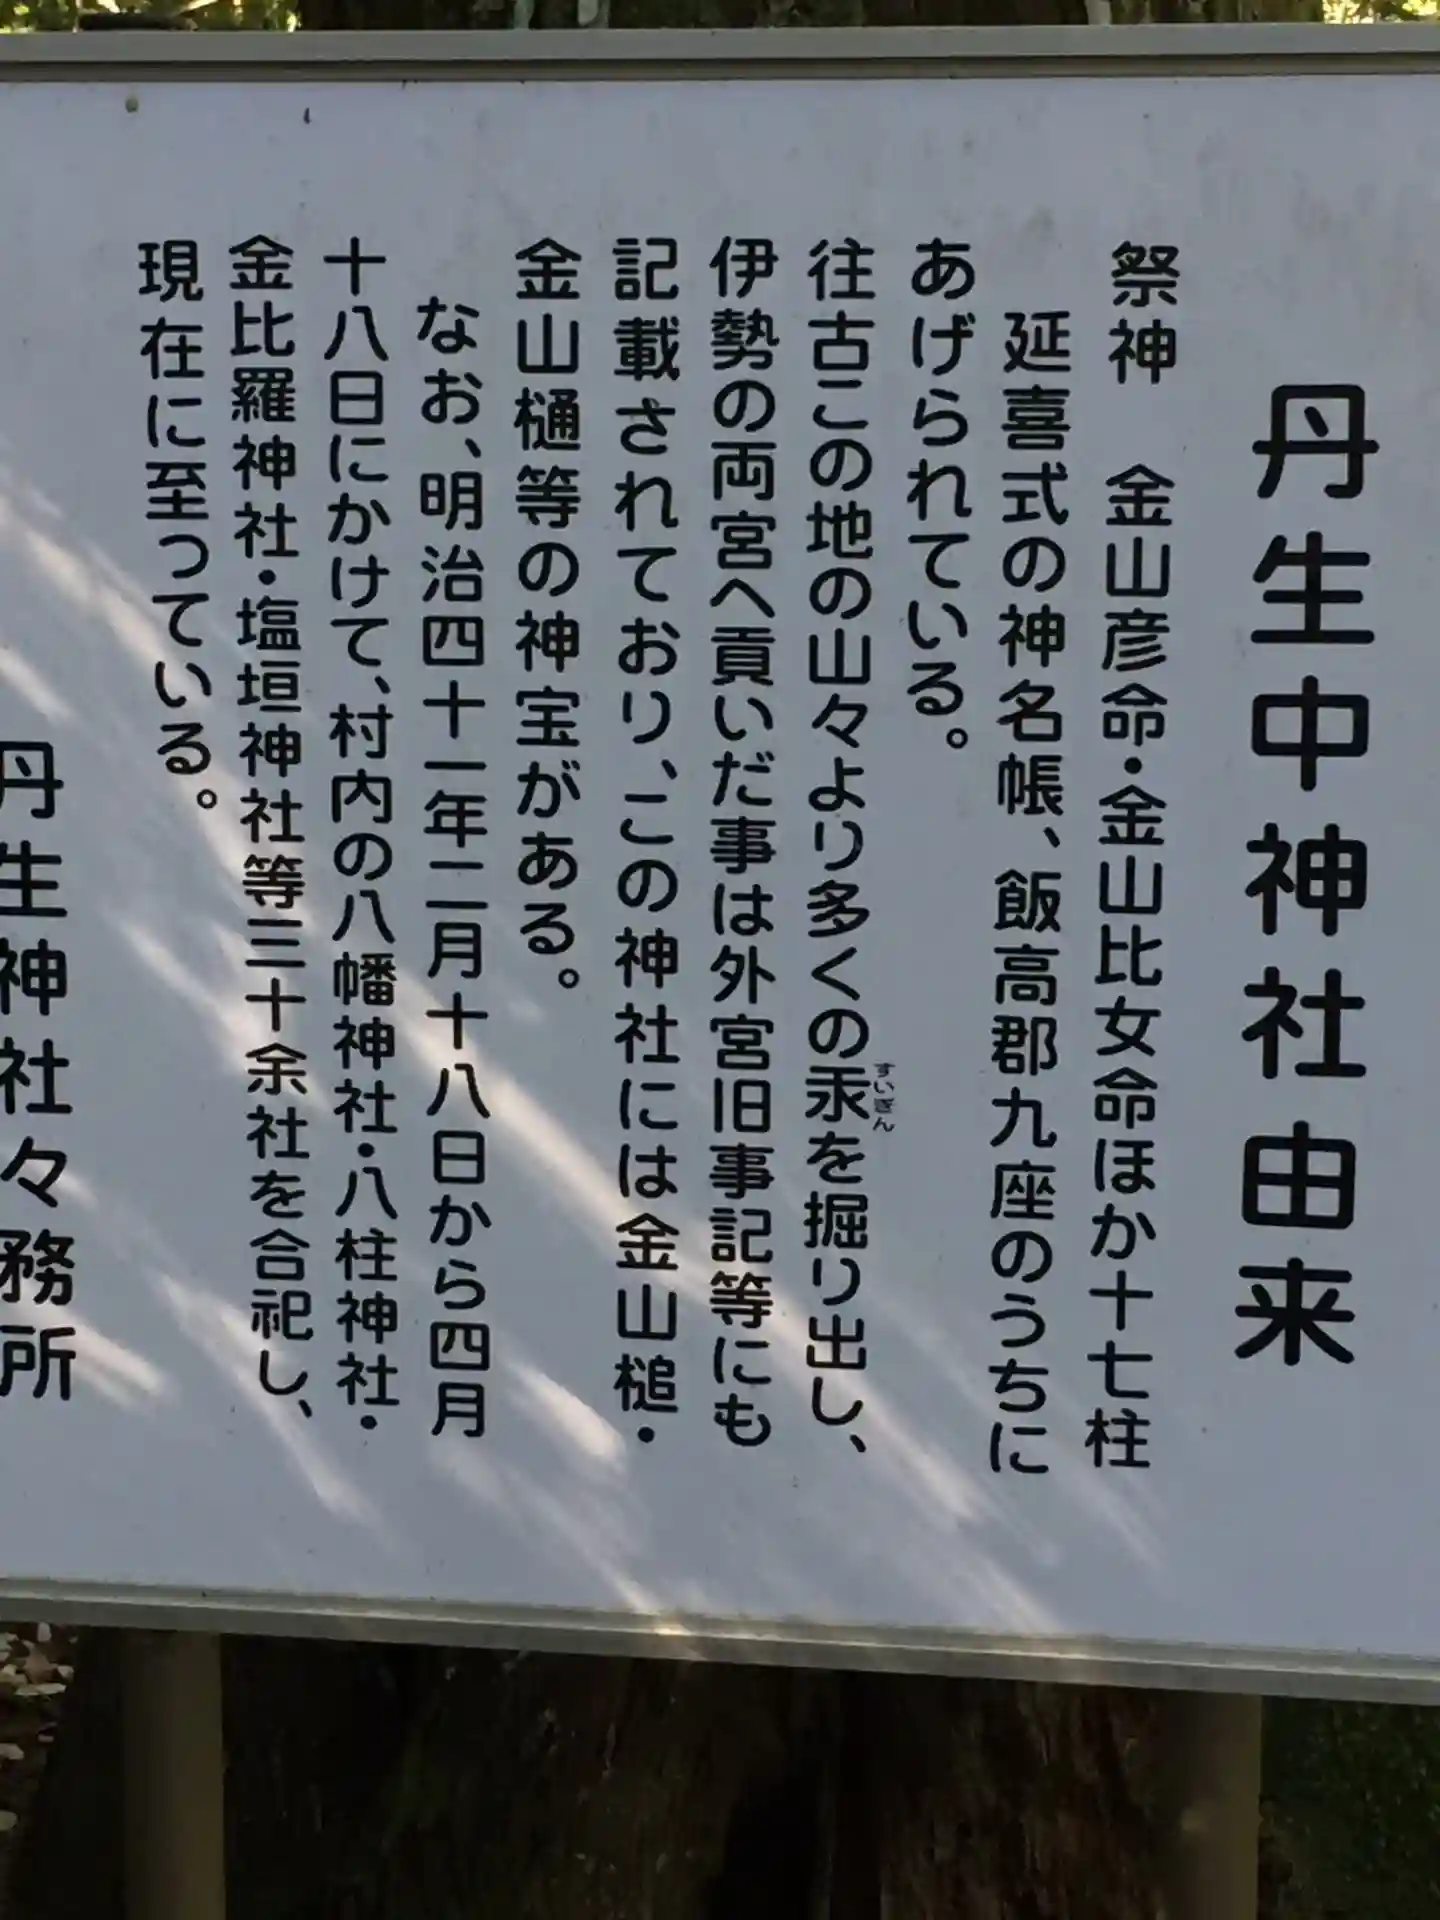 丹生中神社由来
祭神　金山彦命・金山比女命ほか十七柱
延喜式の神名帳、飯高郡九座のうちに
あげられている。
往古この地の山々より多くの汞を掘り出し、
すいぎん
伊勢の両宮へ貢いだ事は外宮旧事記等にも
記載されており、この神社には金山槌・
金山樋等の神宝がある。
なお、明治四十一年二月十八日から四月
十八日にかけて、村内の八幡神社・八柱神社・
金比羅神社・塩垣神社等三十余社を合祀し、
現在に至っている。
丹生神社々務所